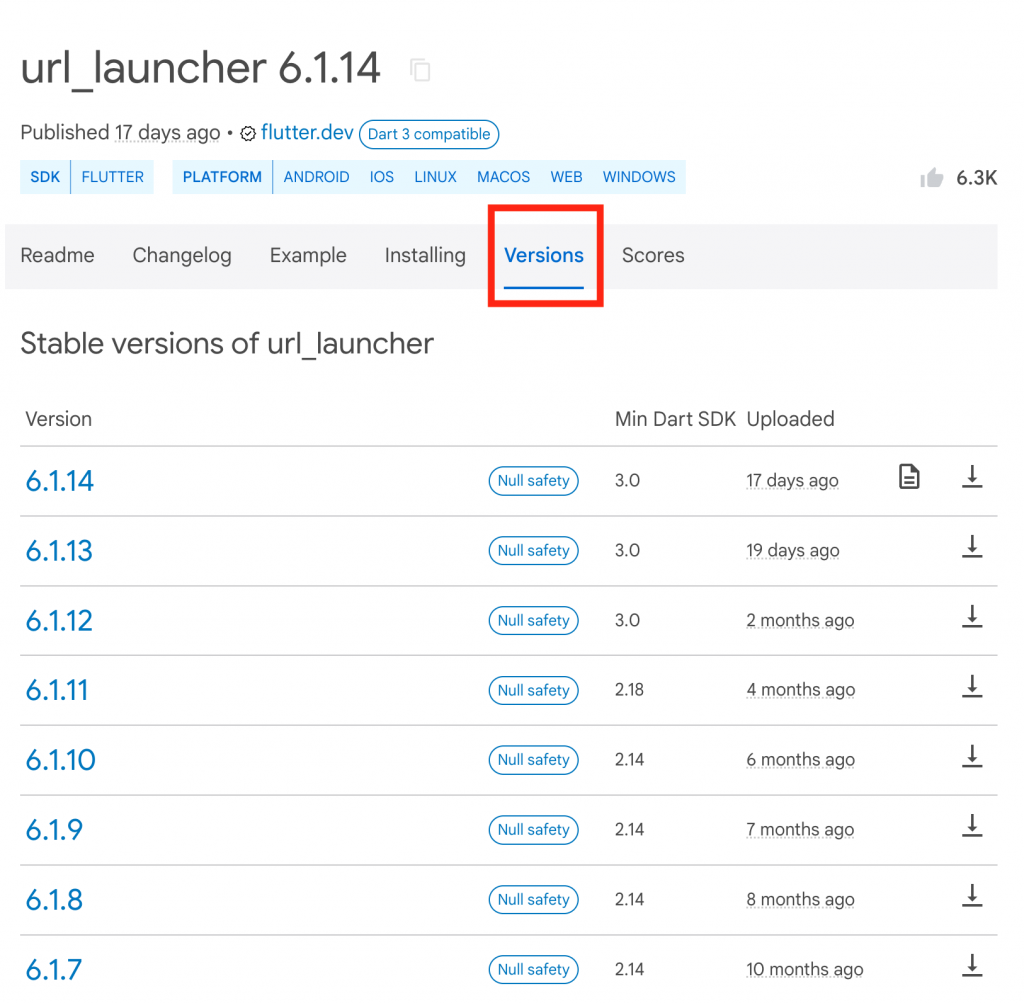 url_launcher 6.1.14
Published 17 days ago • flutter.dev Dart 3 compatible
SDK FLUTTER PLATFORM ANDROID IOS LINUX MACOS WEB WINDOWS 6.3K
Readme Changelog Example Installing Versions Scores
Stable versions of url_launcher
Version Min Dart SDK Uploaded
6.1.14 Null safety 3.0 17 days ago
6.1.13 Null safety 3.0 19 days ago
6.1.12 Null safety 3.0 2 months ago
6.1.11 Null safety 2.18 4 months ago
6.1.10 Null safety 2.14 6 months ago
6.1.9 Null safety 2.14 7 months ago
6.1.8 Null safety 2.14 8 months ago
6.1.7 Null safety 2.14 10 months ago